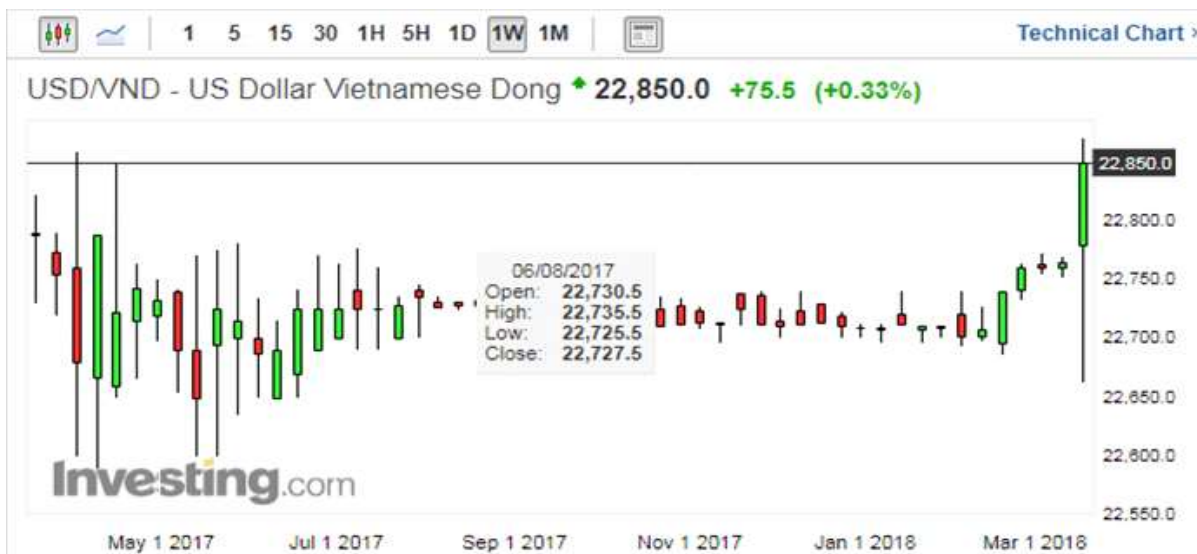 1 5 15 30 1H 5H 1D 1W 1M Technical Chart »
USD/VND - US Dollar Vietnamese Dong 22,850.0 +75.5 (+0.33%)
22,850.0
22,800.0
22,750.0
22,700.0
22,650.0
22,600.0
22,550.0
06/08/2017
Open: 22,730.5
High: 22,735.5
Low: 22,725.5
Close: 22,727.5
Investing.com
May 1 2017 Jul 1 2017 Sep 1 2017 Nov 1 2017 Jan 1 2018 Mar 1 2018